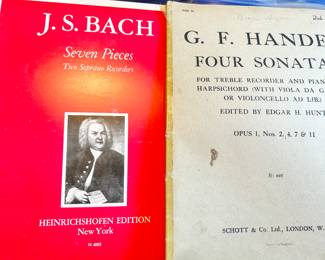 J. S. BACH
Seven Pieces
Two Soprano Recorders
HEINRICHSHOFEN EDITION
New York
N 4085
G. F. HANDE
FOUR SONATA
FOR TREBLE RECORDER AND PIAN
HARPSICHORD (WITH VIOLA DA G
OR VIOLONCELLO AD LIB.)
EDITED BY EDGAR H. HUNT
OPUS 1, Nos. 2, 4, 7 & 11
SCHOTT & Co. Ltd., LONDON, W.